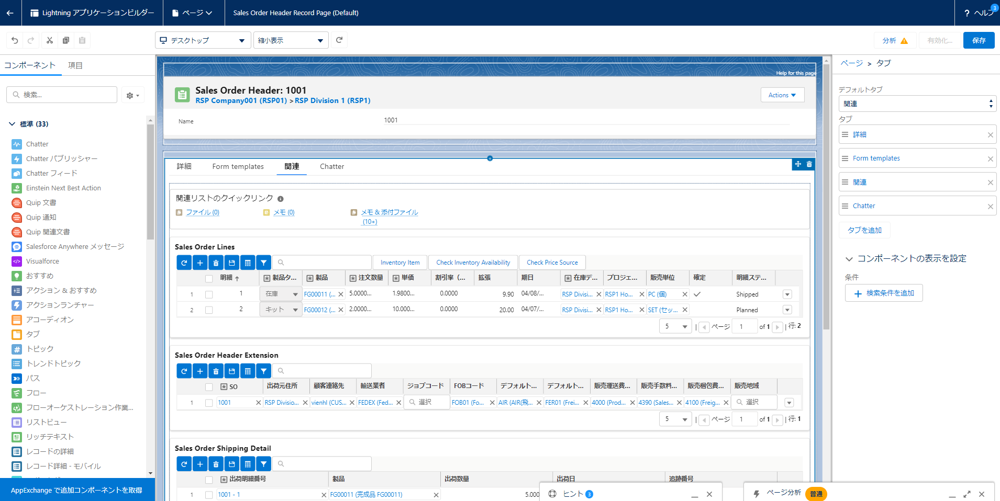 Lightning アプリケーションビルダー
ページ
Sales Order Header Record Page (Default)
? ヘルプ
3
デスクトップ
縮小表示
分析
有効化...
保存
コンポーネント
項目
検索...
標準 (33)
Chatter
Chatter パブリッシャー
Chatter フィード
Einstein Next Best Action
Quip 文書
Quip 通知
Quip 関連文書
Salesforce Anywhere メッセージ
Visualforce
おすすめ
アクション & おすすめ
アクションランチャー
アコーディオン
タブ
トピック
トレンドトピック
パス
フロー
フローオーケストレーション作業...
リストビュー
リッチテキスト
レコードの詳細
レコード詳細 - モバイル
AppExchange で追加コンポーネントを取得
Help for this page
Sales Order Header: 1001
RSP Company001 (RSP01) > RSP Division 1 (RSP1)
Actions
Name
1001
詳細
Form templates
関連
Chatter
関連リストのクイックリンク
ファイル (0)
メモ (0)
メモ & 添付ファイル
(10+)
Sales Order Lines
Inventory Item
Check Inventory Availability
Check Price Source
明細 製品タ... 製品 注文数量 単価 割引率 (... 拡張 期日 在庫デ... プロジェ... 販売単位 確定 明細ステ...
1 1 在庫 FG00011 (... 5.0000... 1.9800... 0.0000 9.90 04/08/... RSP Divisi... RSP1 Ho... PC (個) Shipped
2 2 キット FG00012 (... 2.0000... 10.000... 0.0000 20.00 04/07/... RSP Divisi... RSP1 Ho... SET (セッ... Planned
5 | ページ 1 of 1 | 行: 2
Sales Order Header Extension
SO 出荷元住所 顧客連絡先 輸送業者 ジョブコード FOBコード デフォルト... デフォルト... 販売運送費... 販売手数料... 販売梱包費... 販売地域
1 1001 RSP Divisio... vienhl (CUS... FEDEX (Fed... 選択 FOB01 (Fo... AIR (AIR(飛... FER01 (Frei... 4000 (Prod... 4390 (Sales... 4100 (Freig... 選択
5 | ページ 1 of 1 | 行: 1
Sales Order Shipping Detail
出荷明細番号 製品 出荷数量 出荷日 追跡番号
1 1001 - 1 FG00011 (完成品 FG00011) 5.000
ヒント 3
ページ分析 普通
ページ > タブ
デフォルトタブ
関連
タブ
詳細
Form templates
関連
Chatter
タブを追加
コンポーネントの表示を設定
条件
検索条件を追加